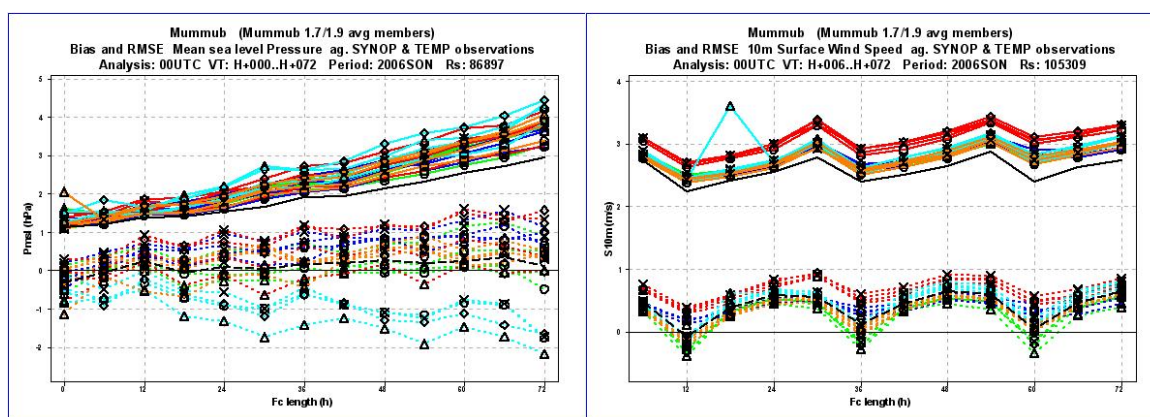 Mummub (Mummub 1.7/1.9 avg members)
Bias and RMSE Mean sea level Pressure ag. SYNOP & TEMP observations
Analysis: 00UTC VT: H+000..H+072 Period: 2006SON Rs: 86897
5
4
3
2
1
0
-1
-2
Pmsl (hPa)
0 12 24 36 48 60 72
Fc length (h)
Mummub (Mummub 1.7/1.9 avg members)
Bias and RMSE 10m Surface Wind Speed ag. SYNOP & TEMP observations
Analysis: 00UTC VT: H+006..H+072 Period: 2006SON Rs: 105309
4
3
2
1
0
S10m(m/s)
12 24 36 48 60 72
Fc length (h)